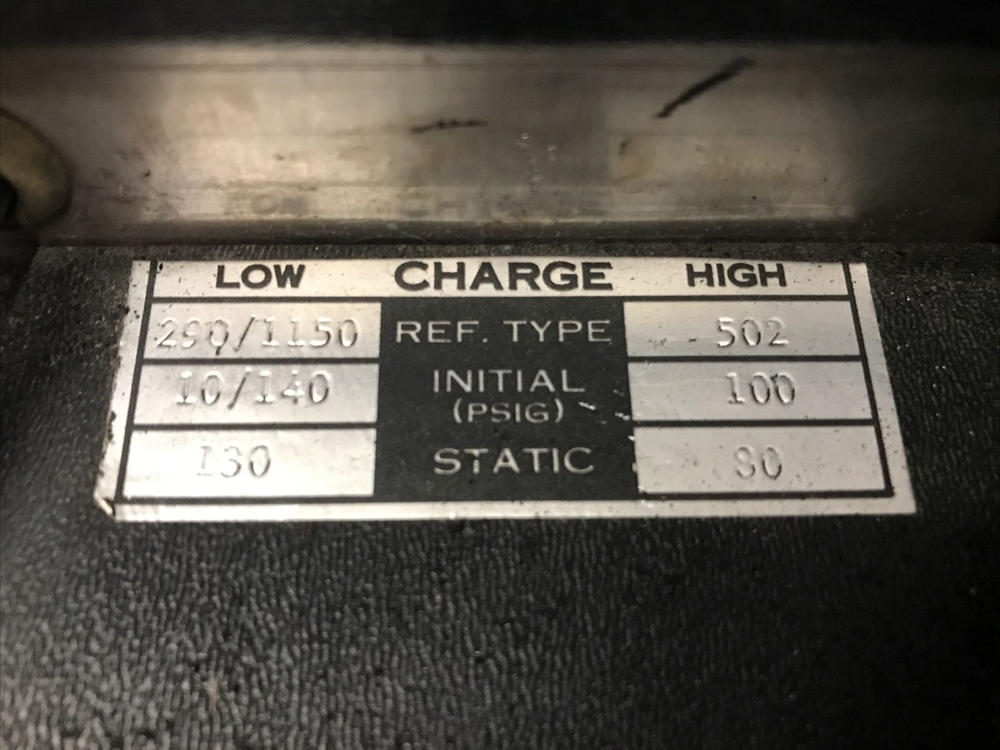 LOW CHARGE HIGH
290/1150 REF. TYPE 502
10/140 INITIAL 100
(PSIG)
130 STATIC 80